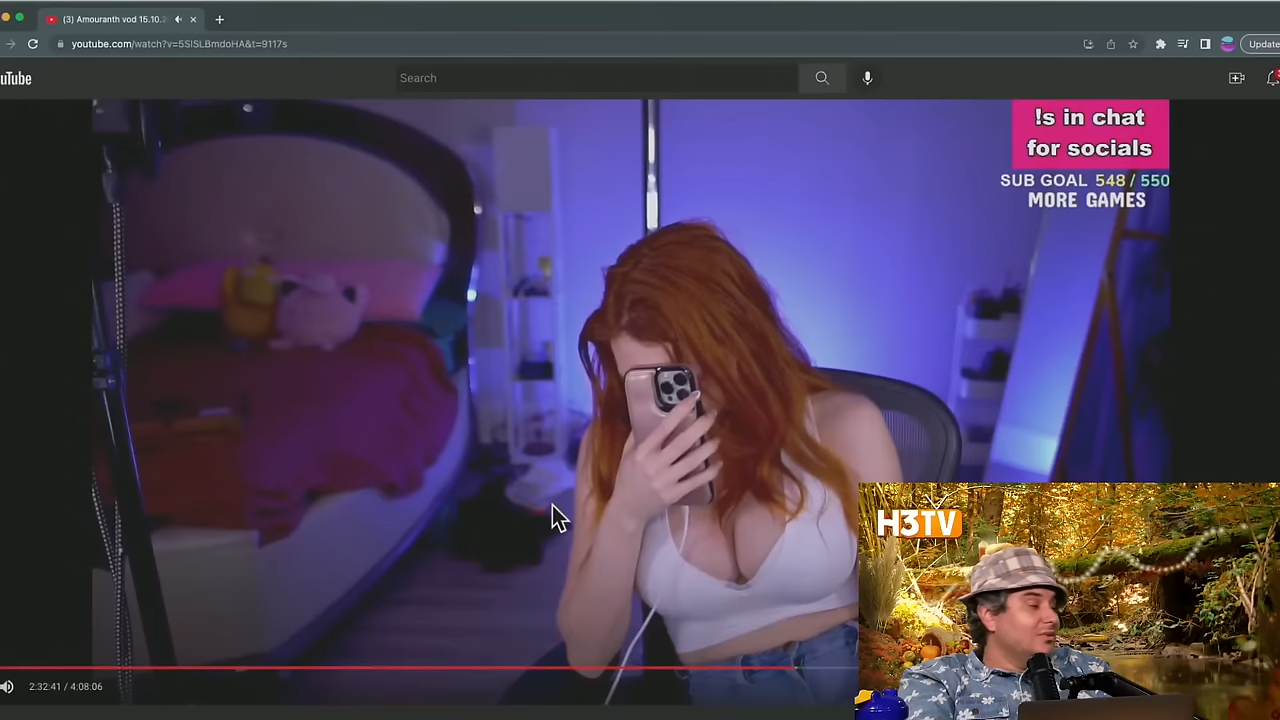 (3) Amouranth vod 15.10.2
youtube.com/watch?v=5SlSLBmdoHA&t=9117s
Update
uTube
Search
!s in chat
for socials
SUB GOAL 548 / 550
MORE GAMES
H3TV
2:32:41 / 4:08:06